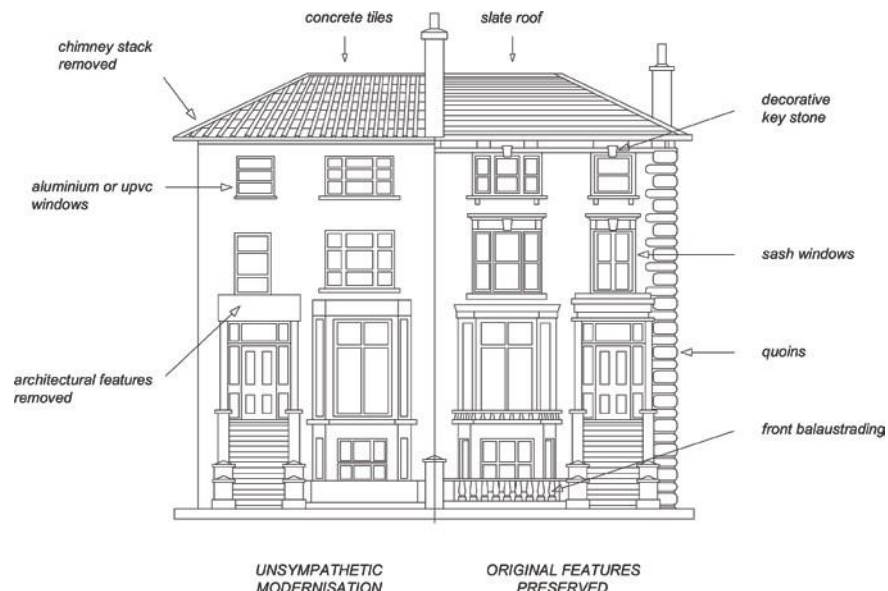 concrete tiles
slate roof
chimney stack
removed
decorative
key stone
aluminium or upvc
windows
sash windows
quoins
architectural features
removed
front balaustrading
UNSYMPATHETIC
MODERNISATION
ORIGINAL FEATURES
PRESERVED